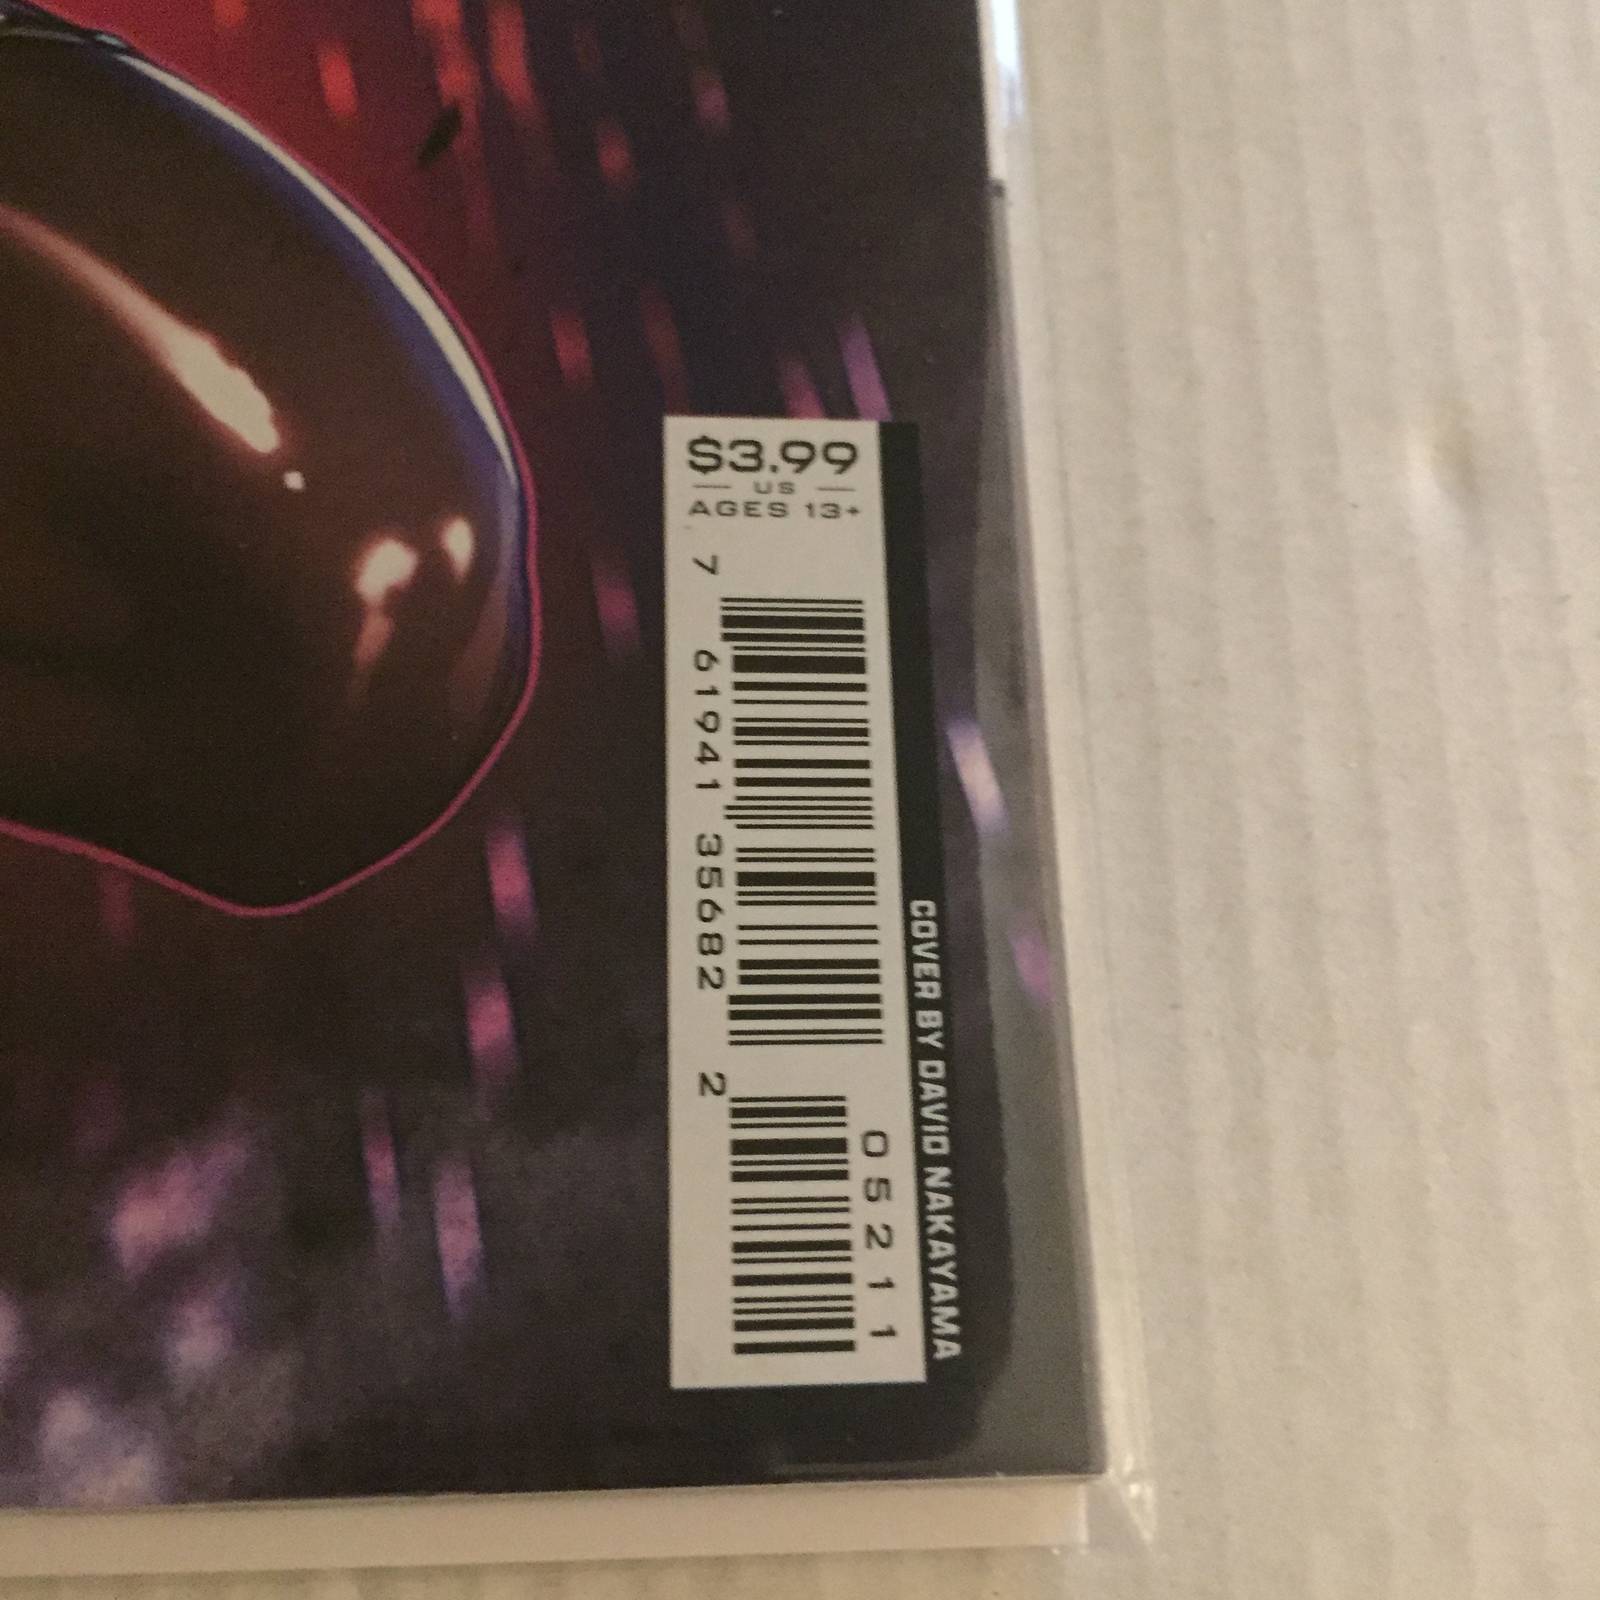 $3.99
US
AGES 13+
7 61941 35682 2
05211
COVER BY DAVID NAKAYAMA